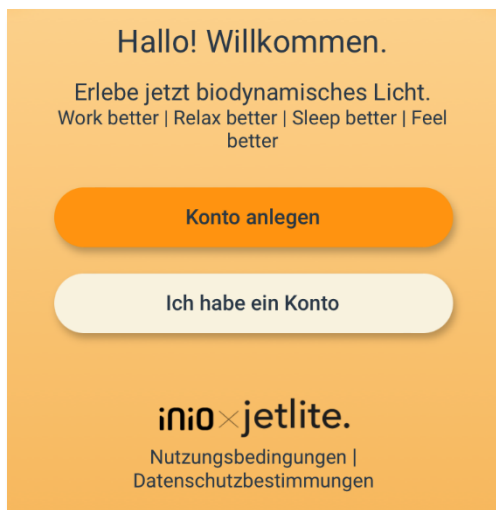 Hallo! Willkommen.
Erlebe jetzt biodynamisches Licht.
Work better | Relax better | Sleep better | Feel
better
Konto anlegen
Ich habe ein Konto
inio×jetlite.
Nutzungsbedingungen |
Datenschutzbestimmungen